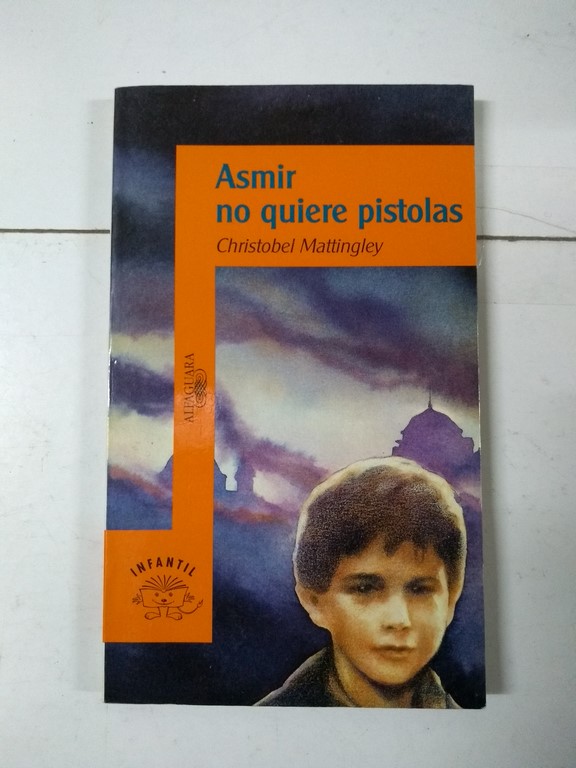 Asmir
no quiere pistolas
Christobel Mattingley
ALFAGUARA
INFANTIL